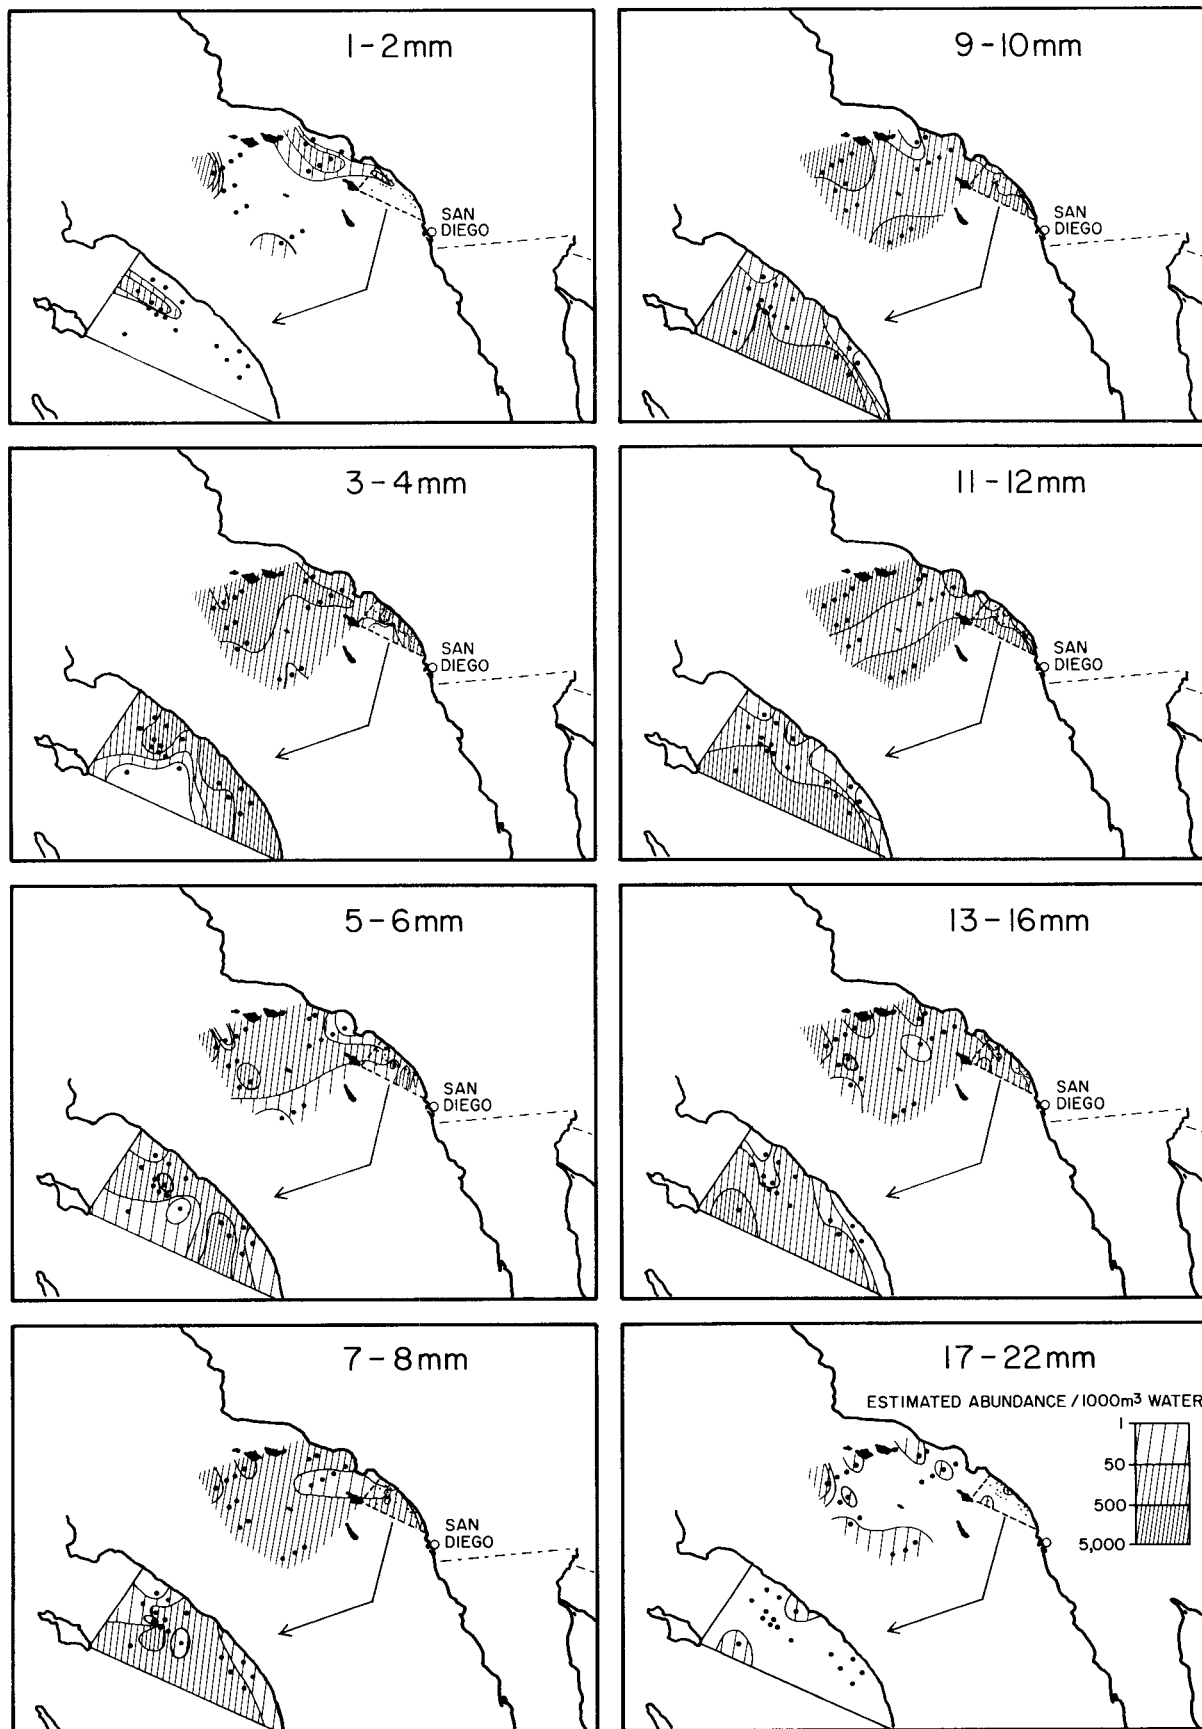 1-2mm
SAN
DIEGO
9-10mm
SAN
DIEGO
3-4mm
SAN
DIEGO
11-12mm
SAN
DIEGO
5-6mm
SAN
DIEGO
13-16mm
SAN
DIEGO
7-8mm
SAN
DIEGO
17-22mm
ESTIMATED ABUNDANCE / 1000m³ WATER
1
50
500
5,000